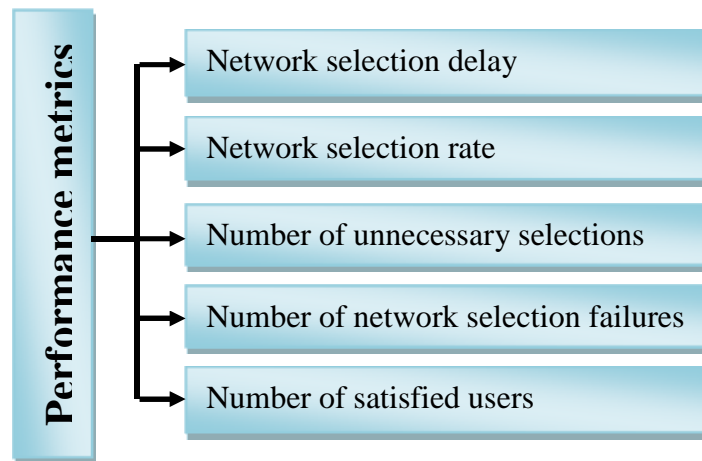 Performance metrics
Network selection delay
Network selection rate
Number of unnecessary selections
Number of network selection failures
Number of satisfied users